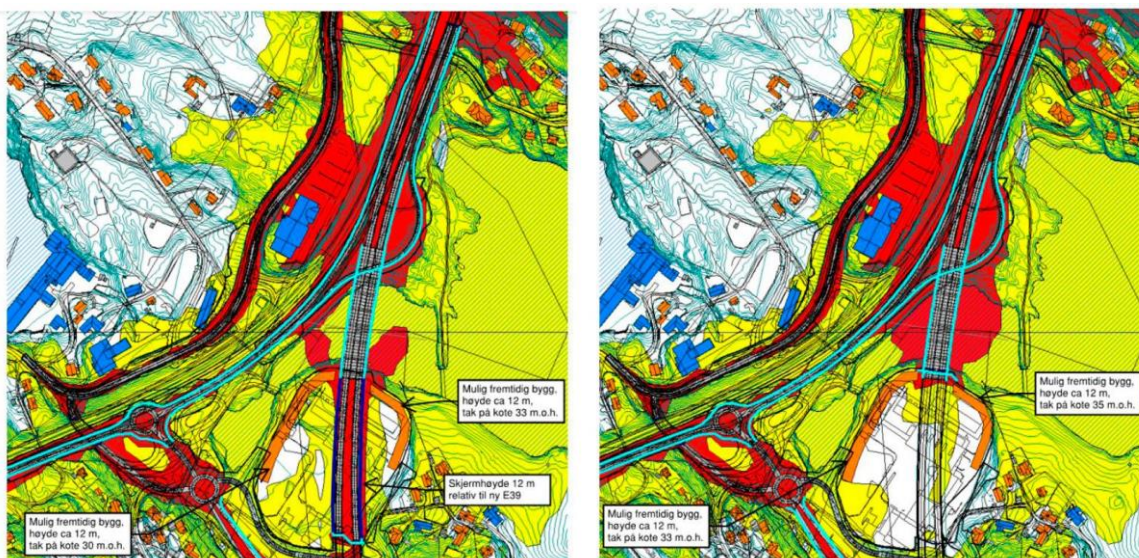 Mulig fremtidig bygg,
høyde ca 12 m,
tak på kote 33 m.o.h.
Skjermhøyde 12 m
relativ til ny E39
Mulig fremtidig bygg,
høyde ca 12 m,
tak på kote 30 m.o.h.
Mulig fremtidig bygg,
høyde ca 12 m,
tak på kote 35 m.o.h.
Mulig fremtidig bygg,
høyde ca 12 m,
tak på kote 33 m.o.h.